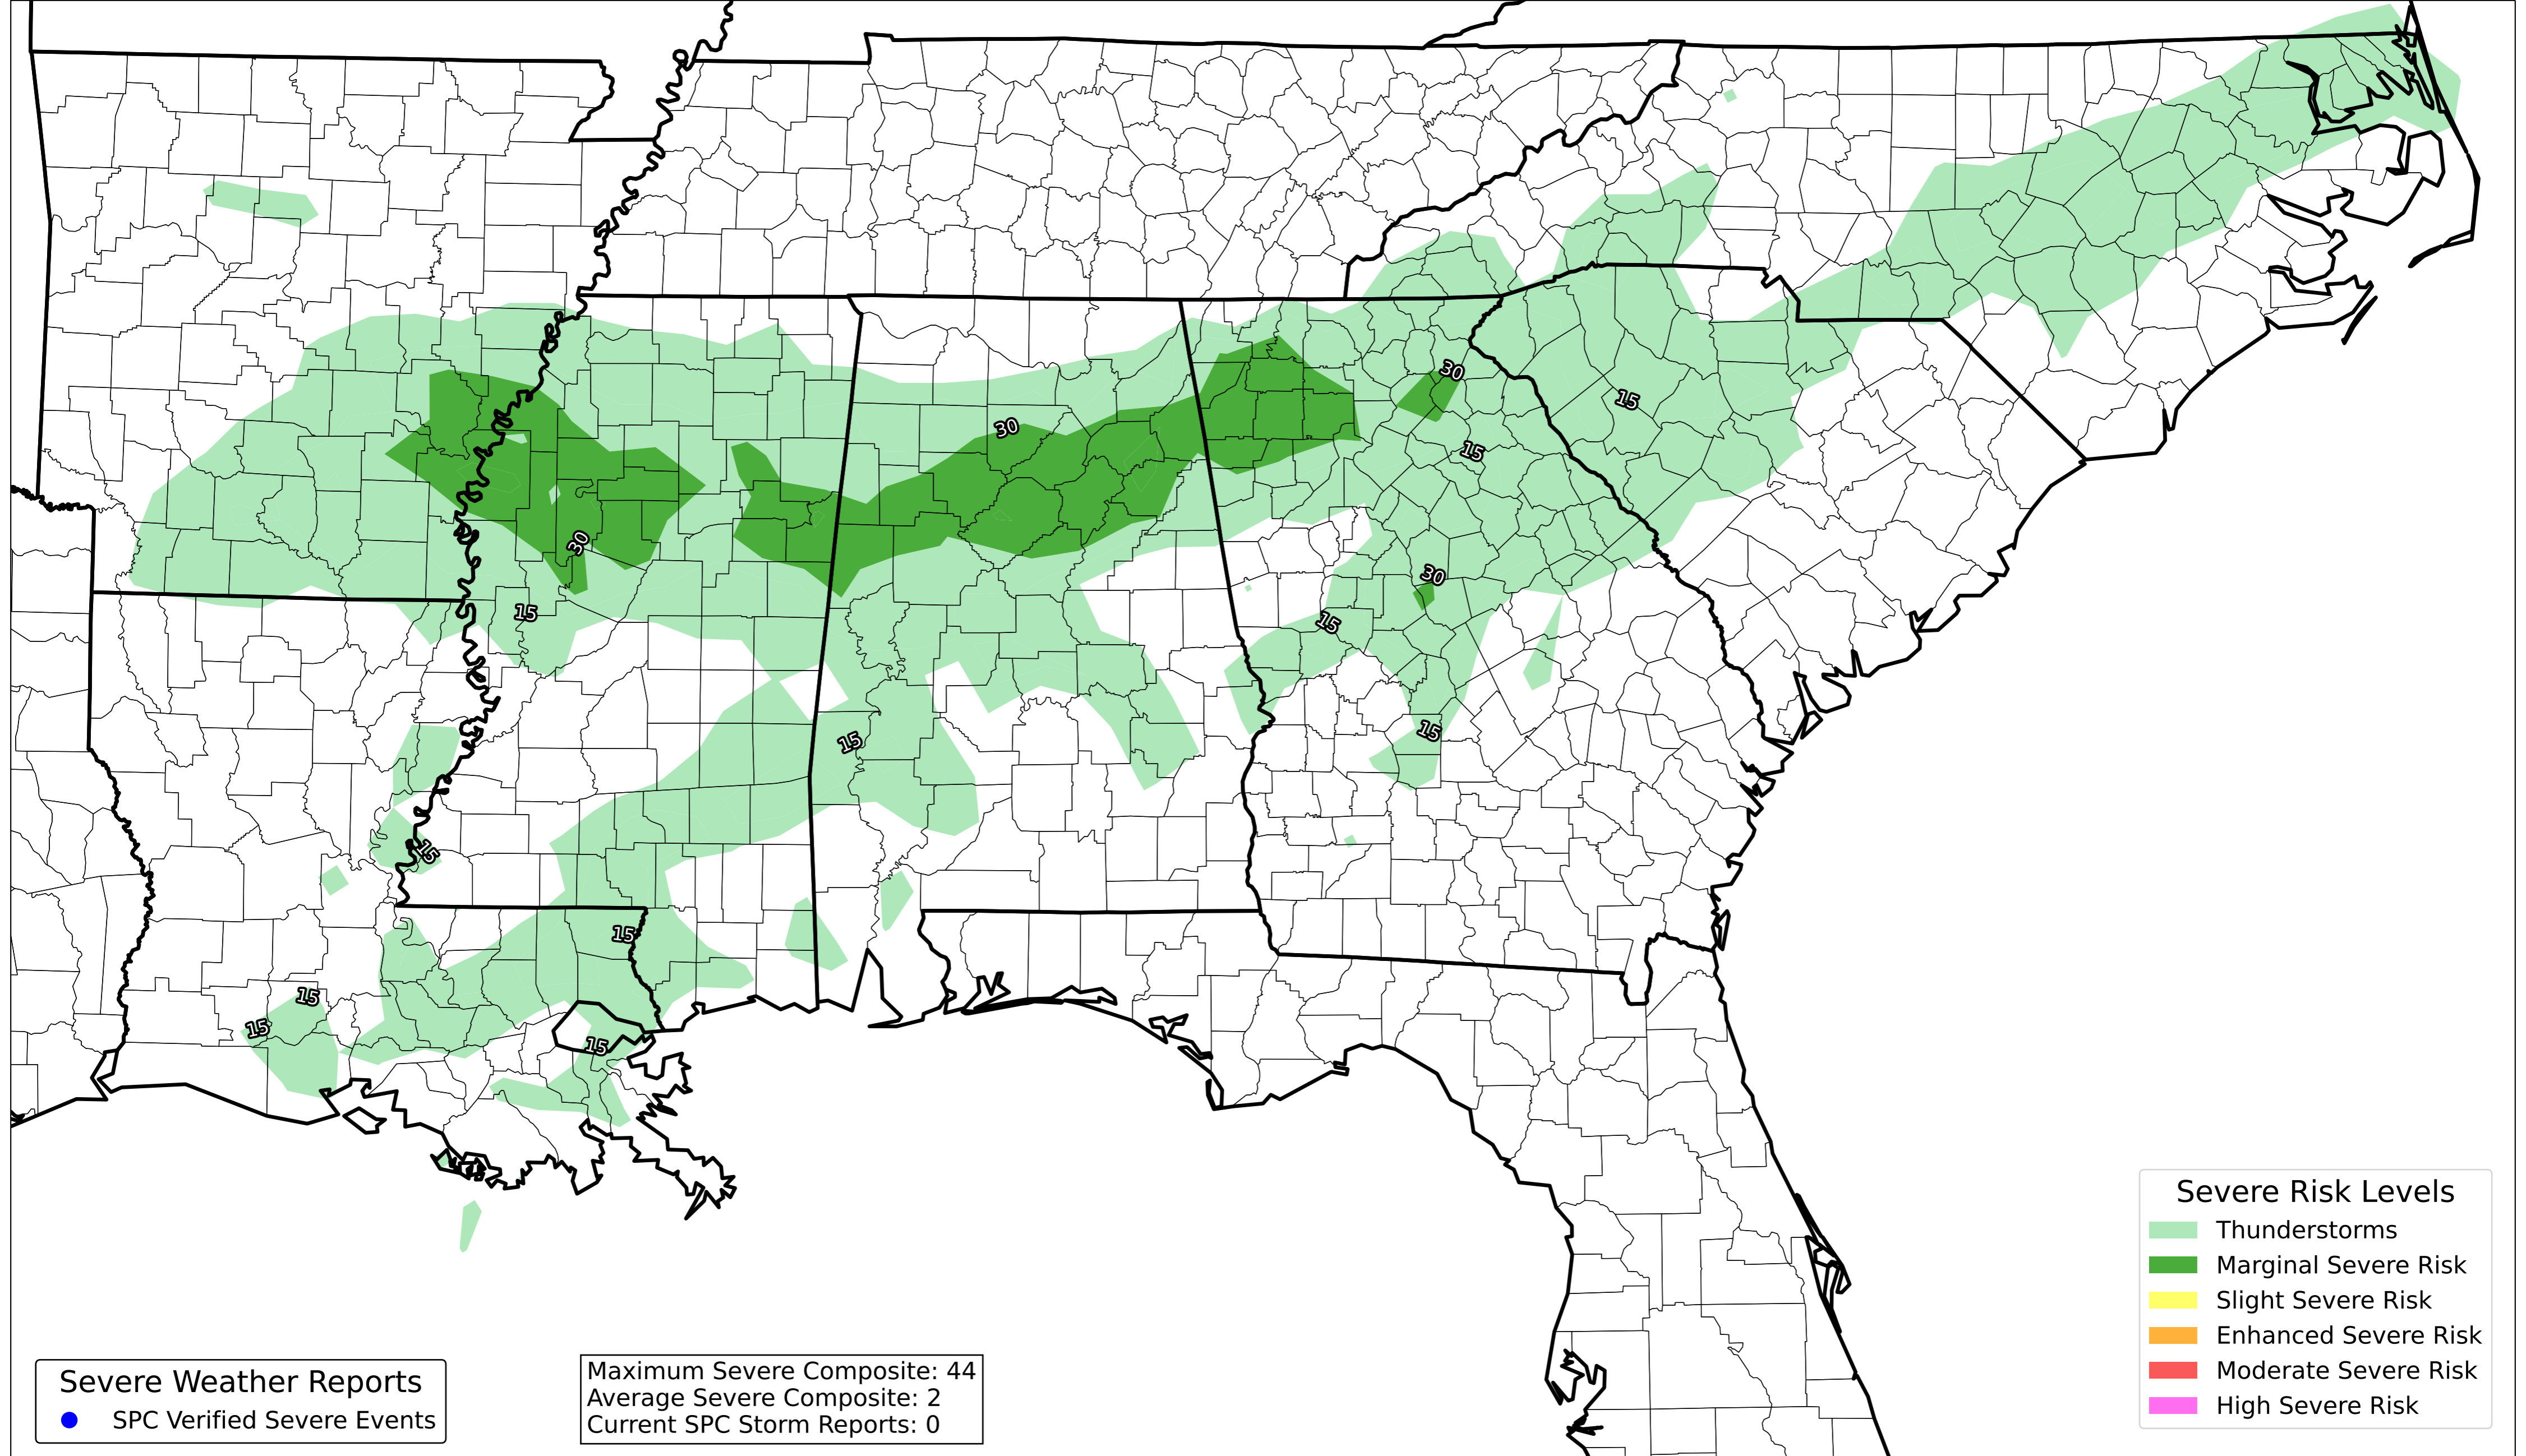 30
30
15
15
30
30
15
15
15
15
15
15
15
15
15
Severe Risk Levels
Thunderstorms
Marginal Severe Risk
Slight Severe Risk
Enhanced Severe Risk
Moderate Severe Risk
High Severe Risk
Severe Weather Reports
SPC Verified Severe Events
Maximum Severe Composite: 44
Average Severe Composite: 2
Current SPC Storm Reports: 0